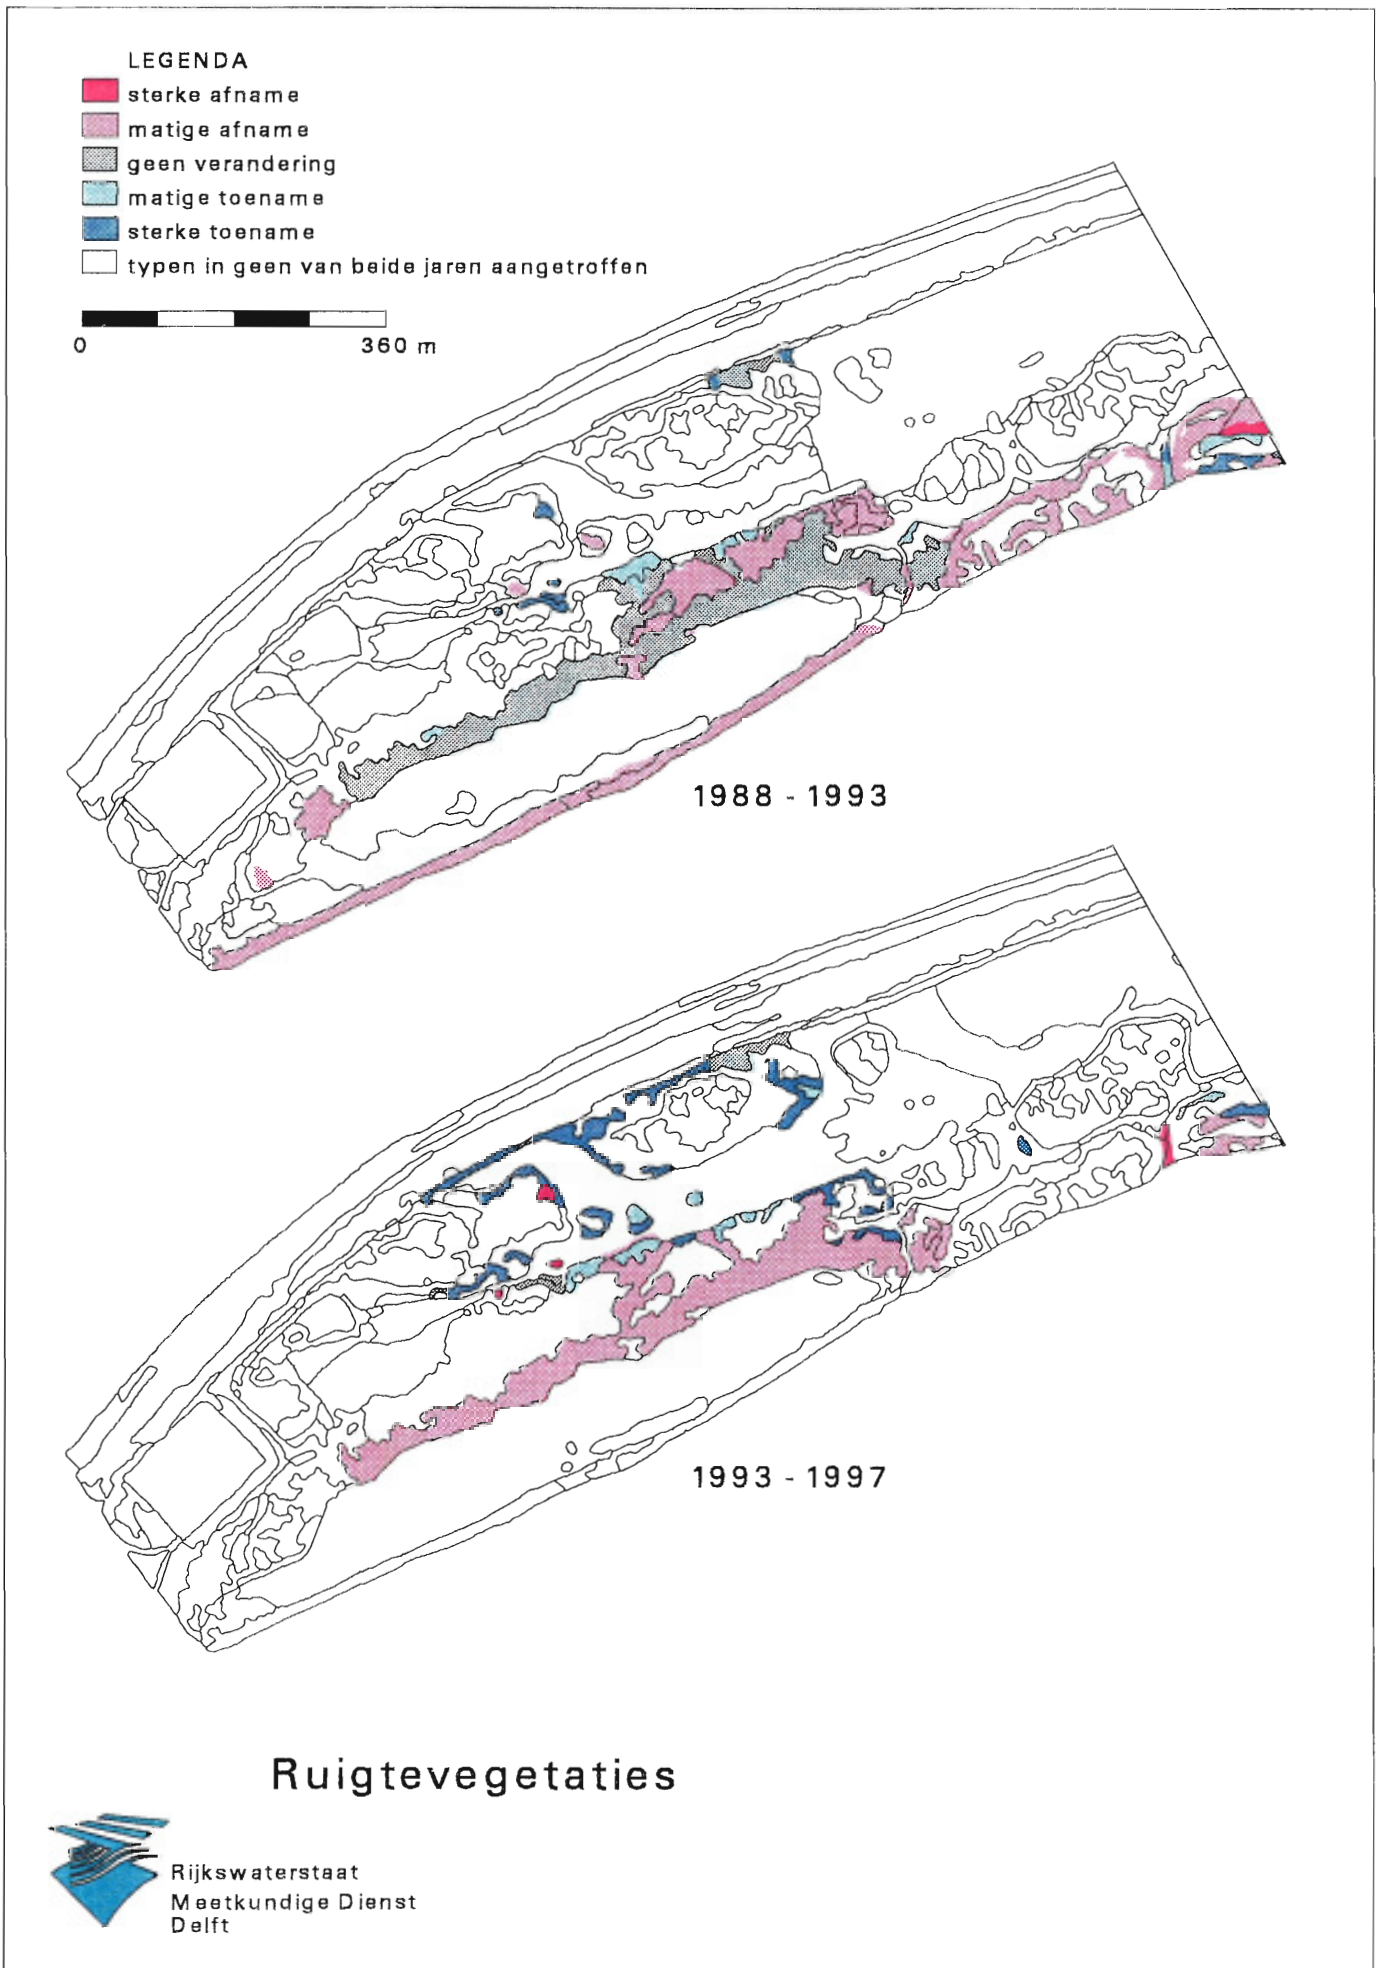 LEGENDA
sterke afname
matige afname
geen verandering
matige toename
sterke toename
typen in geen van beide jaren aangetroffen
0 360 m
1988 - 1993
1993 - 1997
Ruigtevegetaties
Rijkswaterstaat
Meetkundige Dienst
Delft